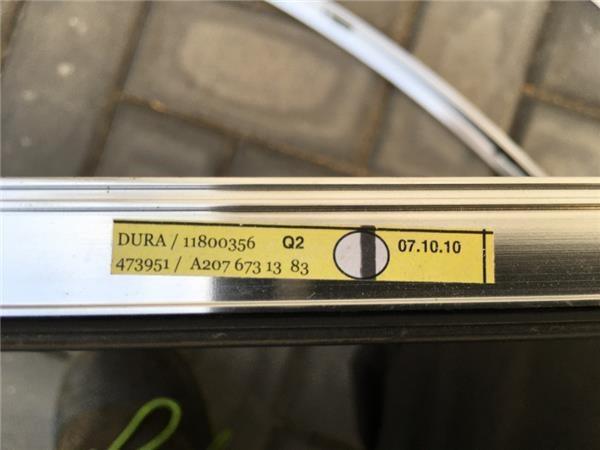 DURA / 11800356 Q2 07.10.10
473951 / A207 673 13 83